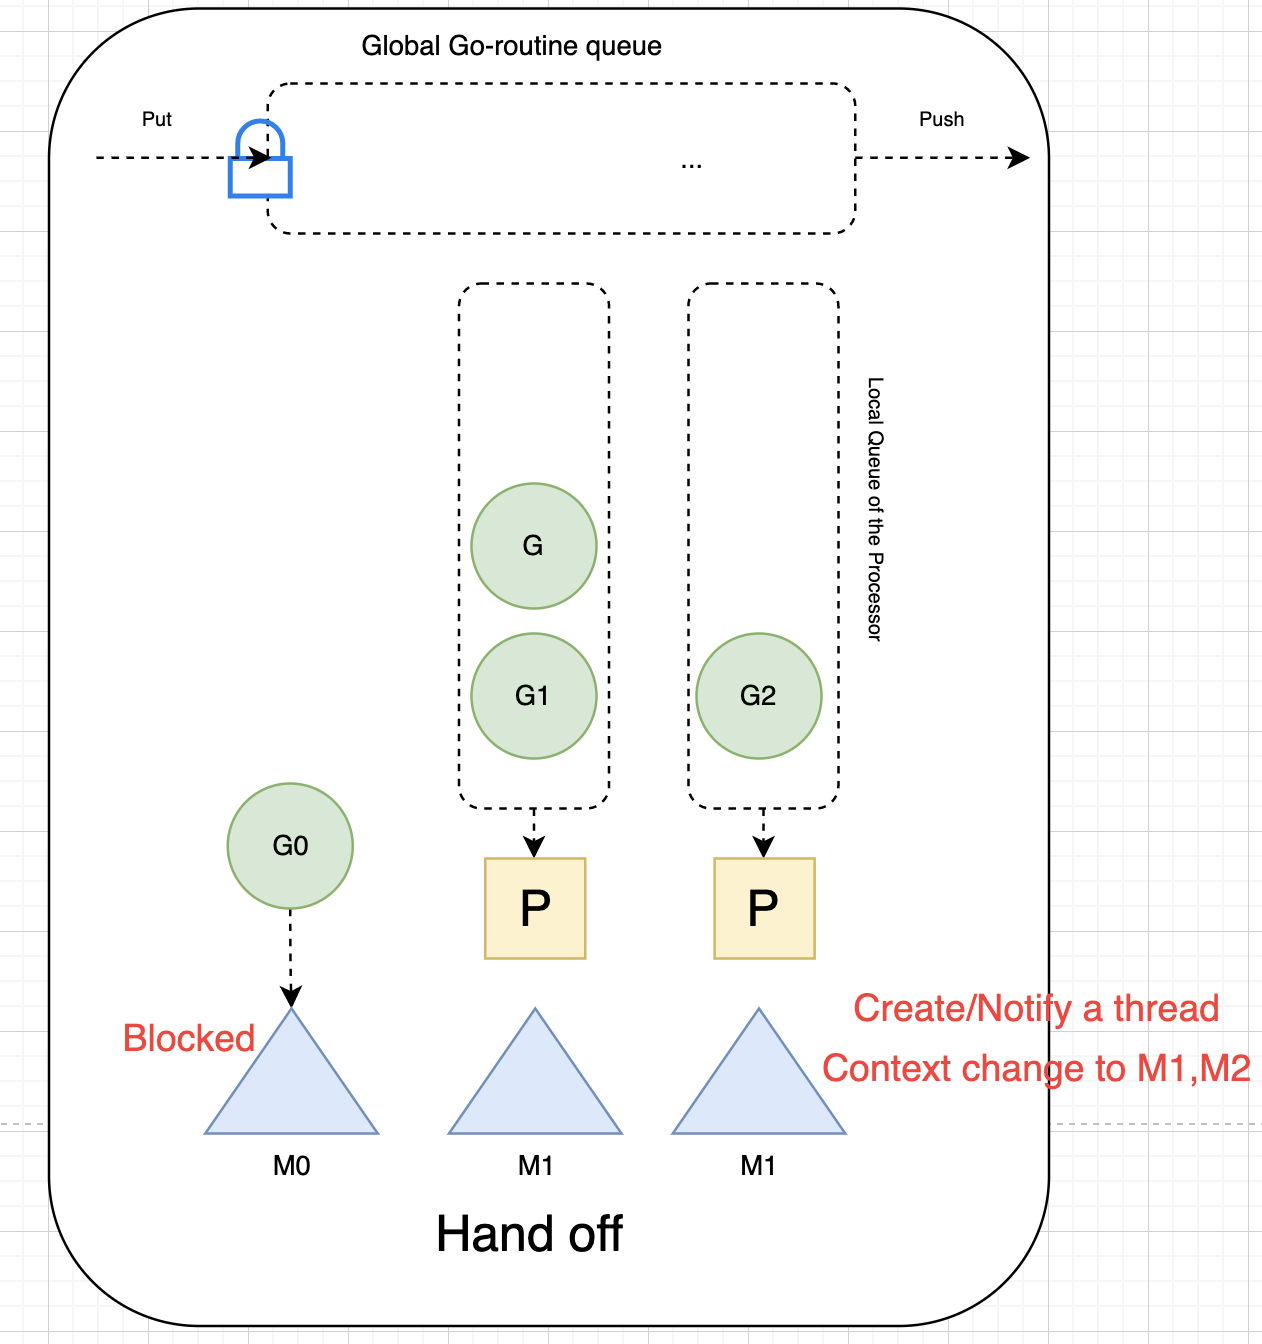 Global Go-routine queue
Put
Push
...
Local Queue of the Processor
G
G1
G2
G0
P
P
Blocked
Create/Notify a thread
Context change to M1,M2
M0
M1
M1
Hand off